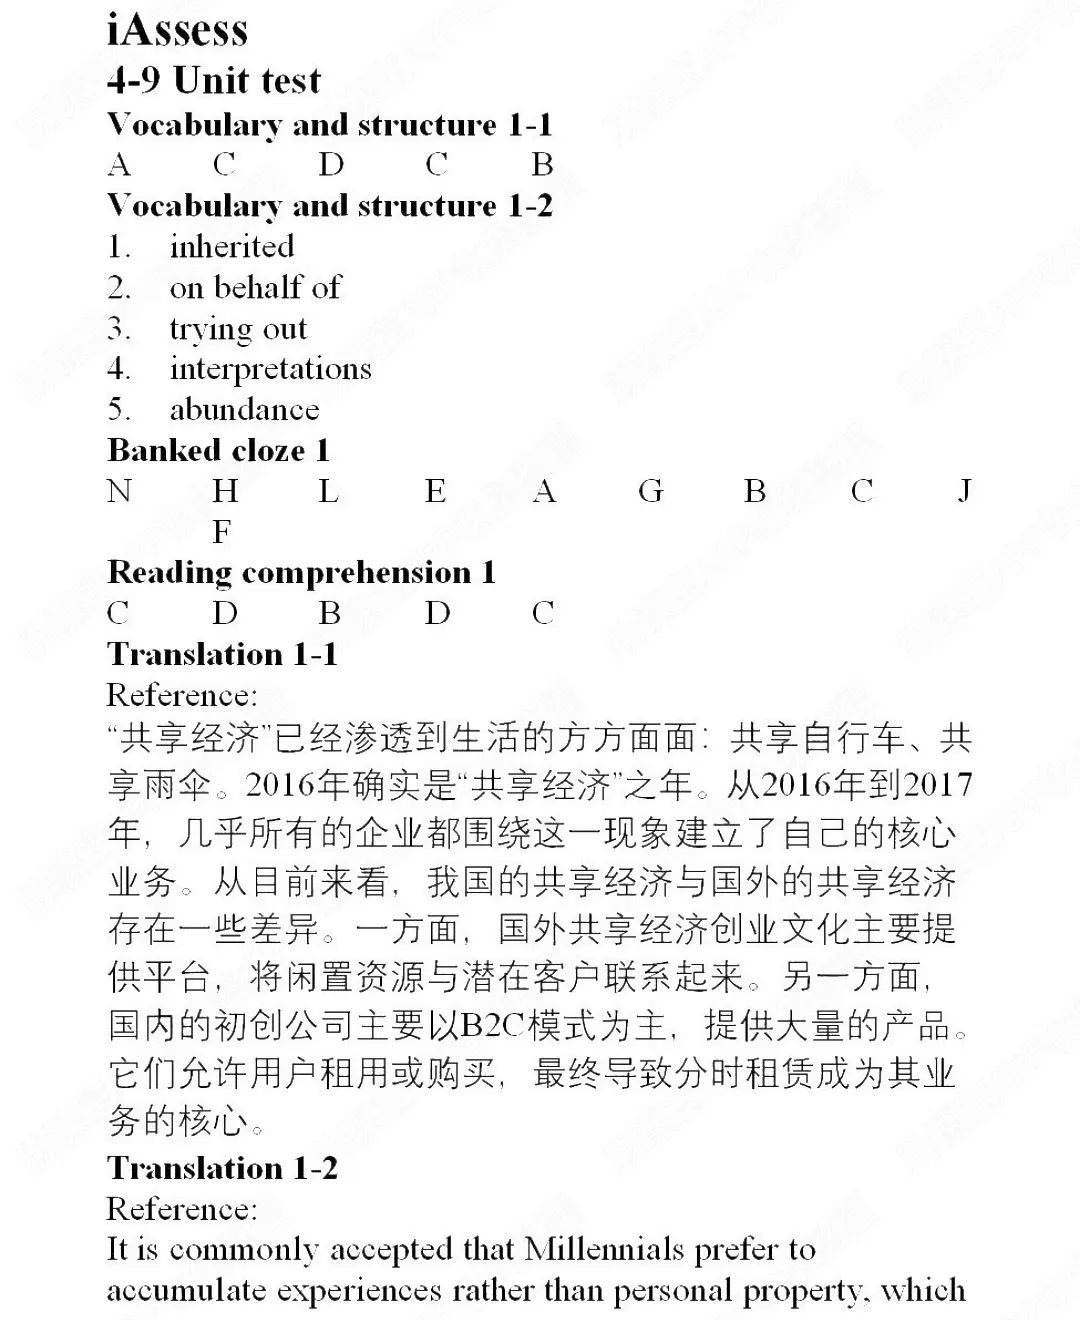 iAssess
4-9 Unit test
Vocabulary and structure 1-1
A C D C B
Vocabulary and structure 1-2
1. inherited
2. on behalf of
3. trying out
4. interpretations
5. abundance
Banked cloze 1
N H L E A G B C J
F
Reading comprehension 1
C D B D C
Translation 1-1
Reference:
“共享经济”已经渗透到生活的方方面面：共享自行车、共
享雨伞。2016年确实是“共享经济”之年。从2016年到2017
年，几乎所有的企业都围绕这一现象建立了自己的核心
业务。从目前来看，我国的共享经济与国外的共享经济
存在一些差异。一方面，国外共享经济创业文化主要提
供平台，将闲置资源与潜在客户联系起来。另一方面，
国内的初创公司主要以B2C模式为主，提供大量的产品。
它们允许用户租用或购买，最终导致分时租赁成为其业
务的核心。
Translation 1-2
Reference:
It is commonly accepted that Millennials prefer to
accumulate experiences rather than personal property, which